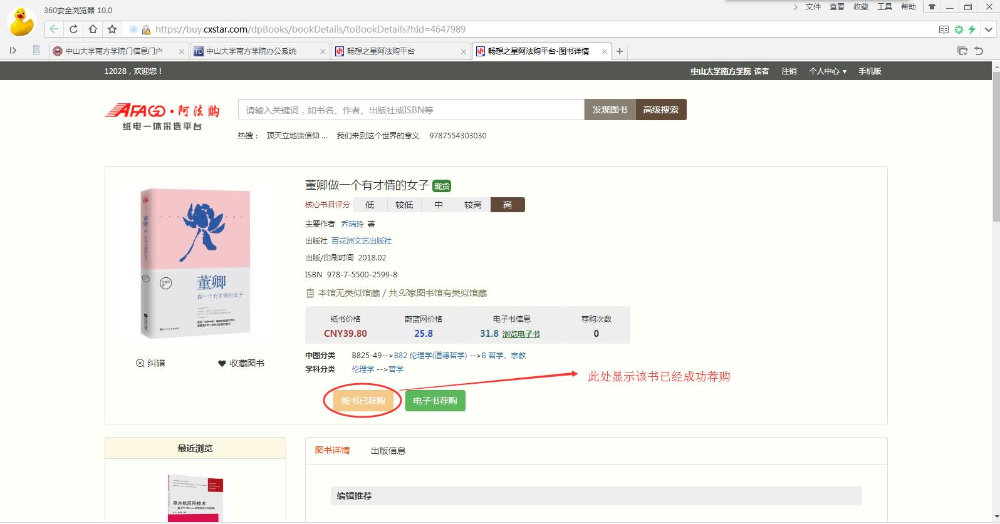 360安全浏览器 10.0
文件 查看 收藏 工具 帮助
https://buy.cxstar.com/dpBooks/bookDetails/toBookDetails?hId=4647989
中山大学南方学院门信息门户
中山大学南方学院办公系统
畅想之星阿法购平台
畅想之星阿法购平台-图书详情
12028，欢迎您！
中山大学南方学院 读者 注销 个人中心 ▼ 手机版
AFAGO·阿法购
纸电一体采选平台
请输入关键词，如书名、作者、出版社或ISBN等
发现图书 高级搜索
热搜： 顶天立地谈信仰 ... 我们来到这个世界的意义 9787554303030
董卿做一个有才情的女子 现货
核心书目评分 低 较低 中 较高 高
主要作者 乔瑞玲 著
出版社 百花洲文艺出版社
出版/印刷时间 2018.02
ISBN 978-7-5500-2599-8
本馆无类似馆藏 / 共92家图书馆有类似馆藏
纸书价格 蔚蓝网价格 电子书信息 荐购次数
CNY39.80 25.8 31.8 浏览电子书 0
中图分类 B825-49-->B82 伦理学(道德哲学) -->B 哲学、宗教
学科分类 伦理学 -->哲学
纸书已荐购 电子书荐购
此处显示该书已经成功荐购
董卿
做一个有才情的女子
董卿
做一个有才情的女子
纠错 收藏图书
最近浏览
单片机应用技术
图书详情 出版信息
编辑推荐